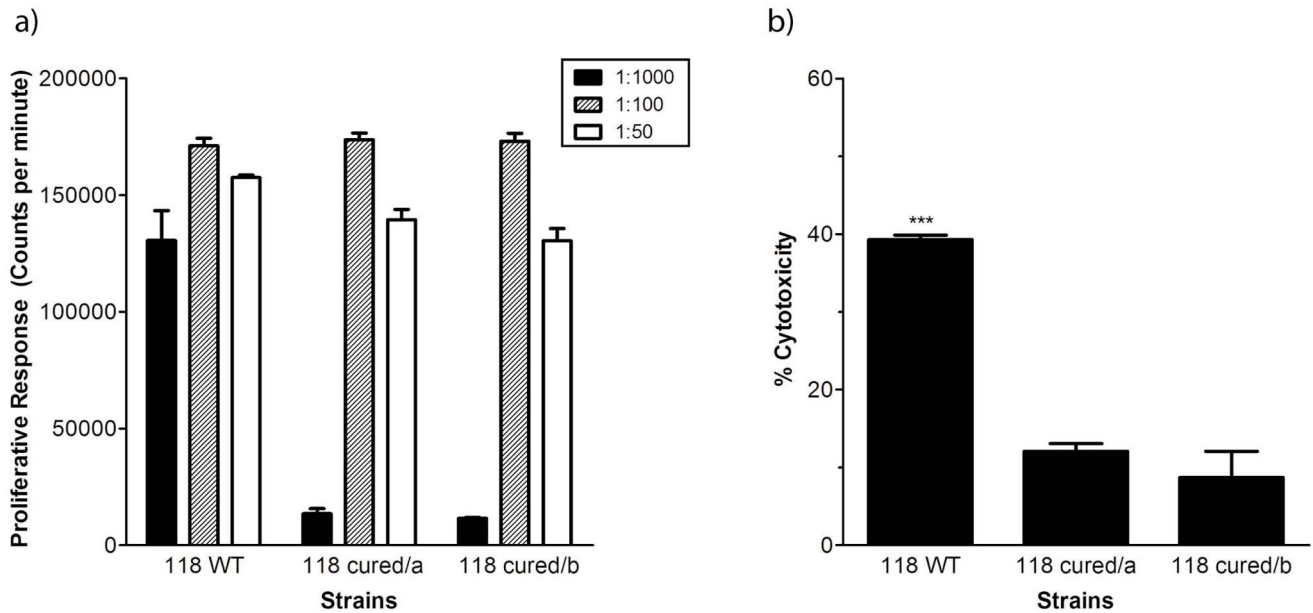 a)
Proliferative Response (Counts per minute)
200000
150000
100000
50000
0
1:1000
1:100
1:50
118 WT
118 cured/a
118 cured/b
Strains
b)
% Cytotoxicity
60
40
20
0
***
118 WT
118 cured/a
118 cured/b
Strains